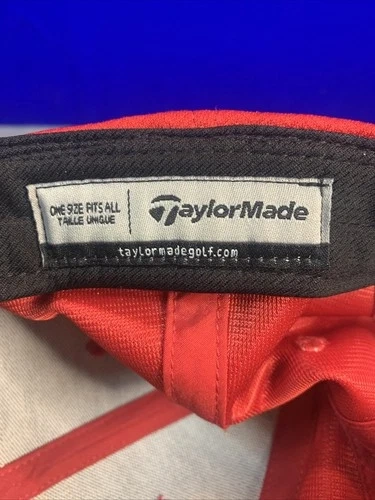 ONE SIZE FITS ALL
TAILLE UNIQUE
TaylorMade
taylormadegolf.com